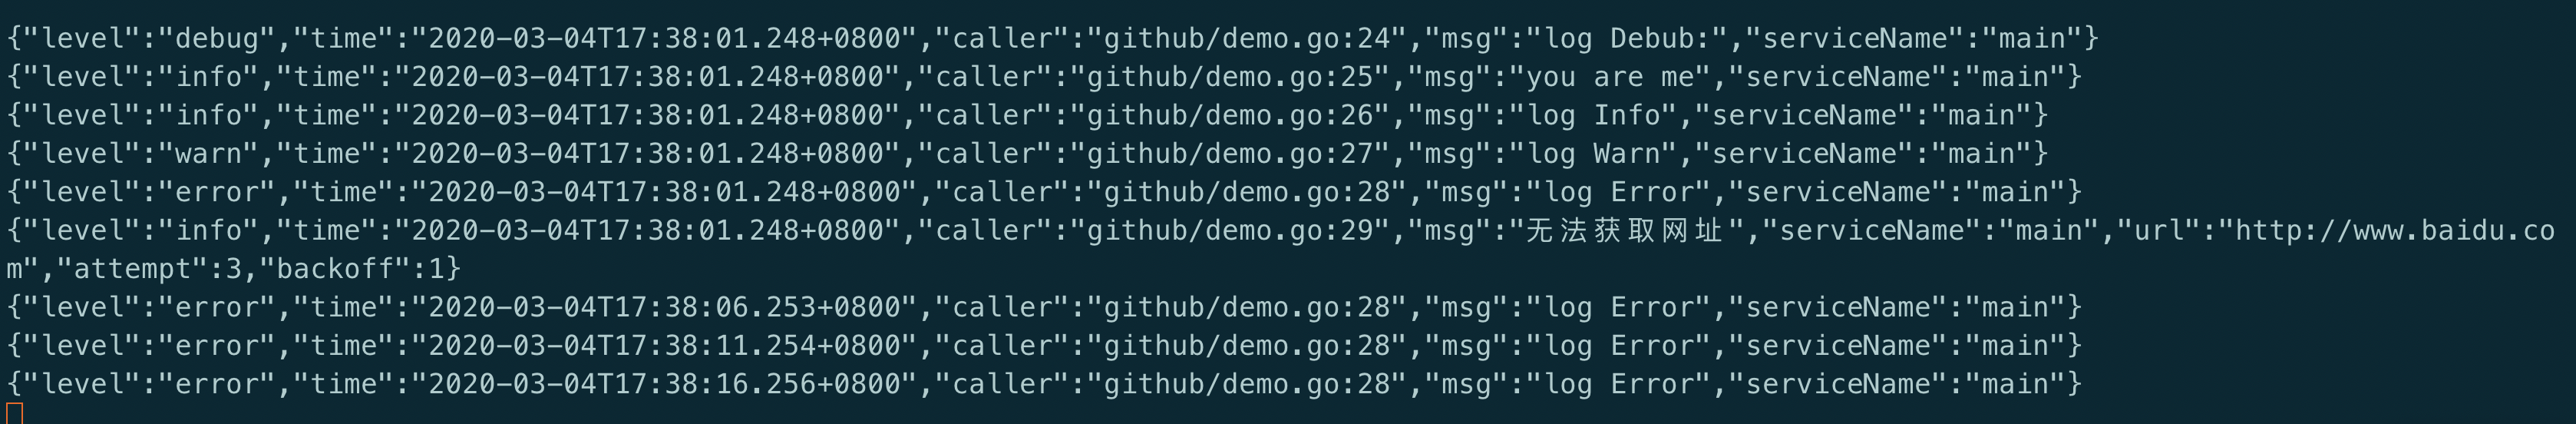 {"level":"debug","time":"2020-03-04T17:38:01.248+0800","caller":"github/demo.go:24","msg":"log Debub:","serviceName":"main"}
{"level":"info","time":"2020-03-04T17:38:01.248+0800","caller":"github/demo.go:25","msg":"you are me","serviceName":"main"}
{"level":"info","time":"2020-03-04T17:38:01.248+0800","caller":"github/demo.go:26","msg":"log Info","serviceName":"main"}
{"level":"warn","time":"2020-03-04T17:38:01.248+0800","caller":"github/demo.go:27","msg":"log Warn","serviceName":"main"}
{"level":"error","time":"2020-03-04T17:38:01.248+0800","caller":"github/demo.go:28","msg":"log Error","serviceName":"main"}
{"level":"info","time":"2020-03-04T17:38:01.248+0800","caller":"github/demo.go:29","msg":"无法获取网址","serviceName":"main","url":"http://www.baidu.co
m","attempt":3,"backoff":1}
{"level":"error","time":"2020-03-04T17:38:06.253+0800","caller":"github/demo.go:28","msg":"log Error","serviceName":"main"}
{"level":"error","time":"2020-03-04T17:38:11.254+0800","caller":"github/demo.go:28","msg":"log Error","serviceName":"main"}
{"level":"error","time":"2020-03-04T17:38:16.256+0800","caller":"github/demo.go:28","msg":"log Error","serviceName":"main"}